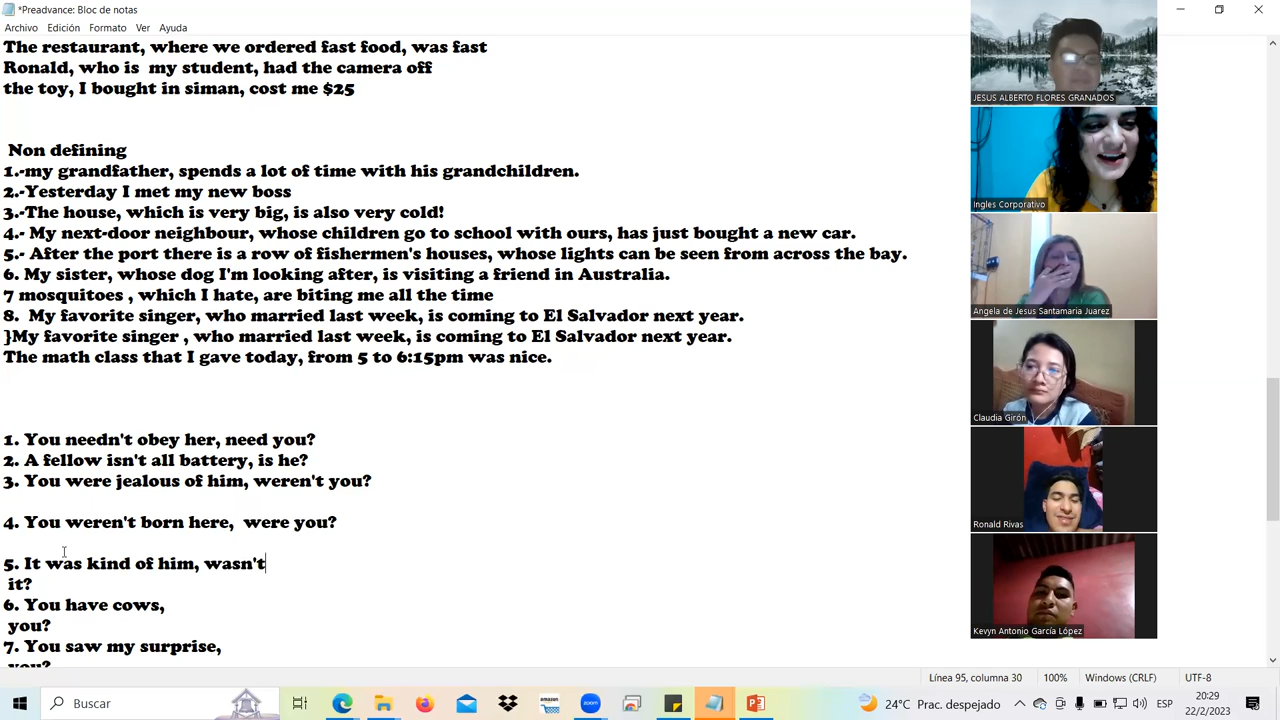 *Preadvance: Bloc de notas
Archivo Edición Formato Ver Ayuda
The restaurant, where we ordered fast food, was fast
Ronald, who is  my student, had the camera off
the toy, I bought in siman, cost me $25
Non defining
1.-my grandfather, spends a lot of time with his grandchildren.
2.-Yesterday I met my new boss
3.-The house, which is very big, is also very cold!
4.- My next-door neighbour, whose children go to school with ours, has just bought a new car.
5.- After the port there is a row of fishermen's houses, whose lights can be seen from across the bay.
6. My sister, whose dog I'm looking after, is visiting a friend in Australia.
7 mosquitoes , which I hate, are biting me all the time
8.  My favorite singer, who married last week, is coming to El Salvador next year.
}My favorite singer , who married last week, is coming to El Salvador next year.
The math class that I gave today, from 5 to 6:15pm was nice.
1. You needn't obey her, need you?
2. A fellow isn't all battery, is he?
3. You were jealous of him, weren't you?
4. You weren't born here,  were you?
5. It was kind of him, wasn't
it?
6. You have cows,
you?
7. You saw my surprise,
you?
JESUS ALBERTO FLORES GRANADOS
Ingles Corporativo
Angela de Jesus Santamaria Juarez
Claudia Girón
Ronald Rivas
Kevyn Antonio García López
Línea 95, columna 30 100% Windows (CRLF) UTF-8
Buscar
amazon
zoom
24°C Prac. despejado
ESP
20:29
22/2/2023